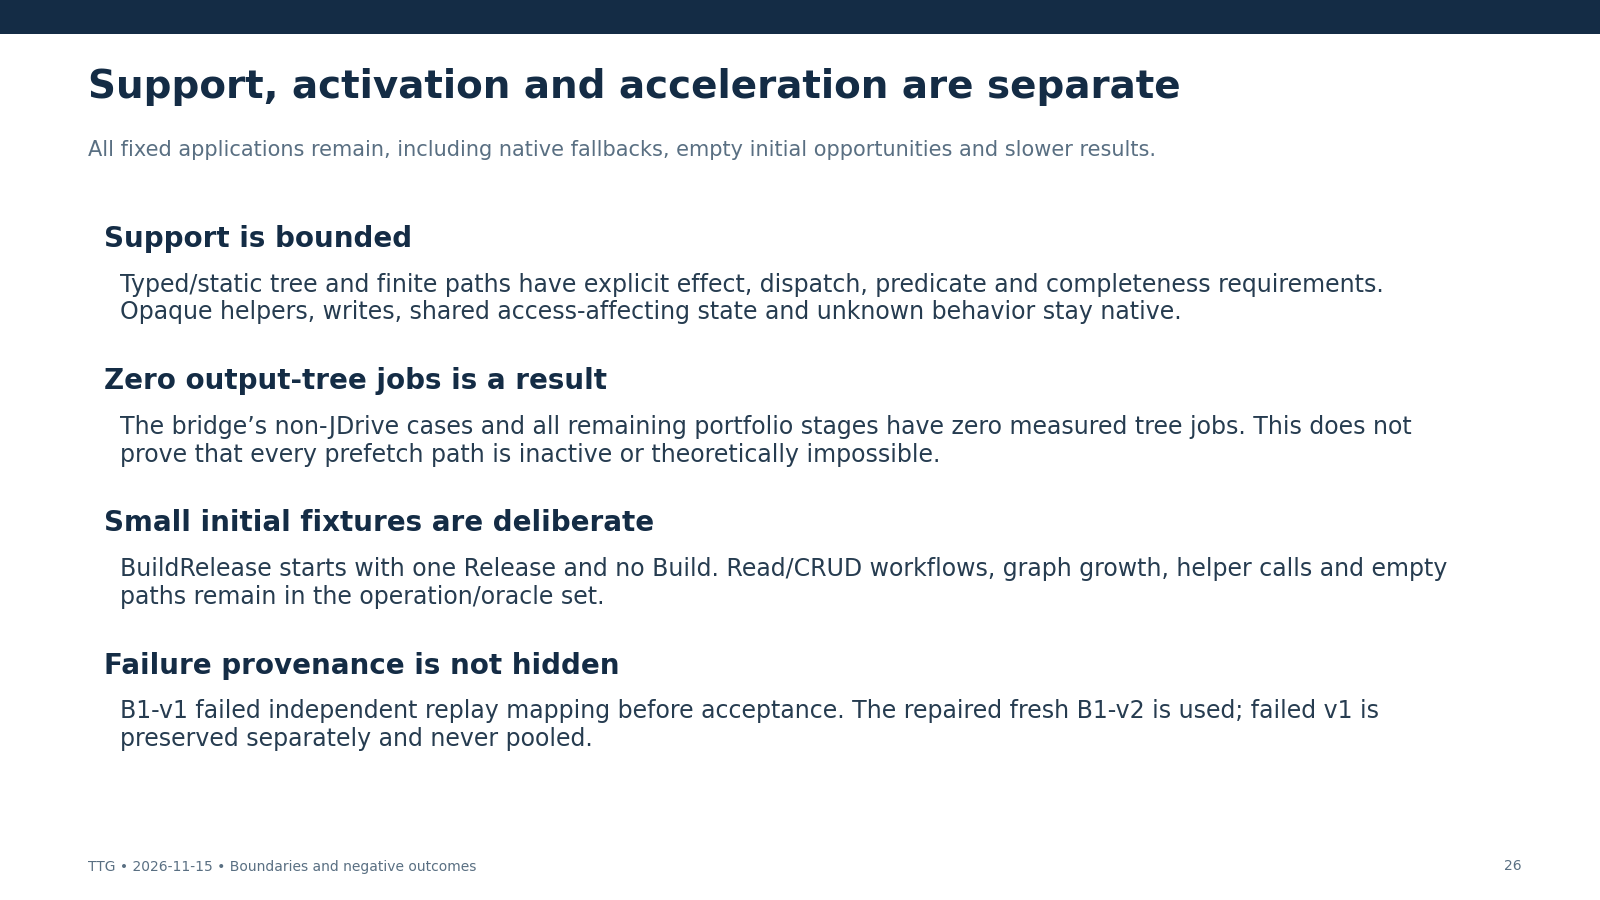 Support, activation and acceleration are separate
All fixed applications remain, including native fallbacks, empty initial opportunities and slower results.
Support is bounded
Typed/static tree and finite paths have explicit effect, dispatch, predicate and completeness requirements.
Opaque helpers, writes, shared access-affecting state and unknown behavior stay native.
Zero output-tree jobs is a result
The bridge’s non-JDrive cases and all remaining portfolio stages have zero measured tree jobs. This does not
prove that every prefetch path is inactive or theoretically impossible.
Small initial fixtures are deliberate
BuildRelease starts with one Release and no Build. Read/CRUD workflows, graph growth, helper calls and empty
paths remain in the operation/oracle set.
Failure provenance is not hidden
B1-v1 failed independent replay mapping before acceptance. The repaired fresh B1-v2 is used; failed v1 is
preserved separately and never pooled.
TTG • 2026-11-15 • Boundaries and negative outcomes
26